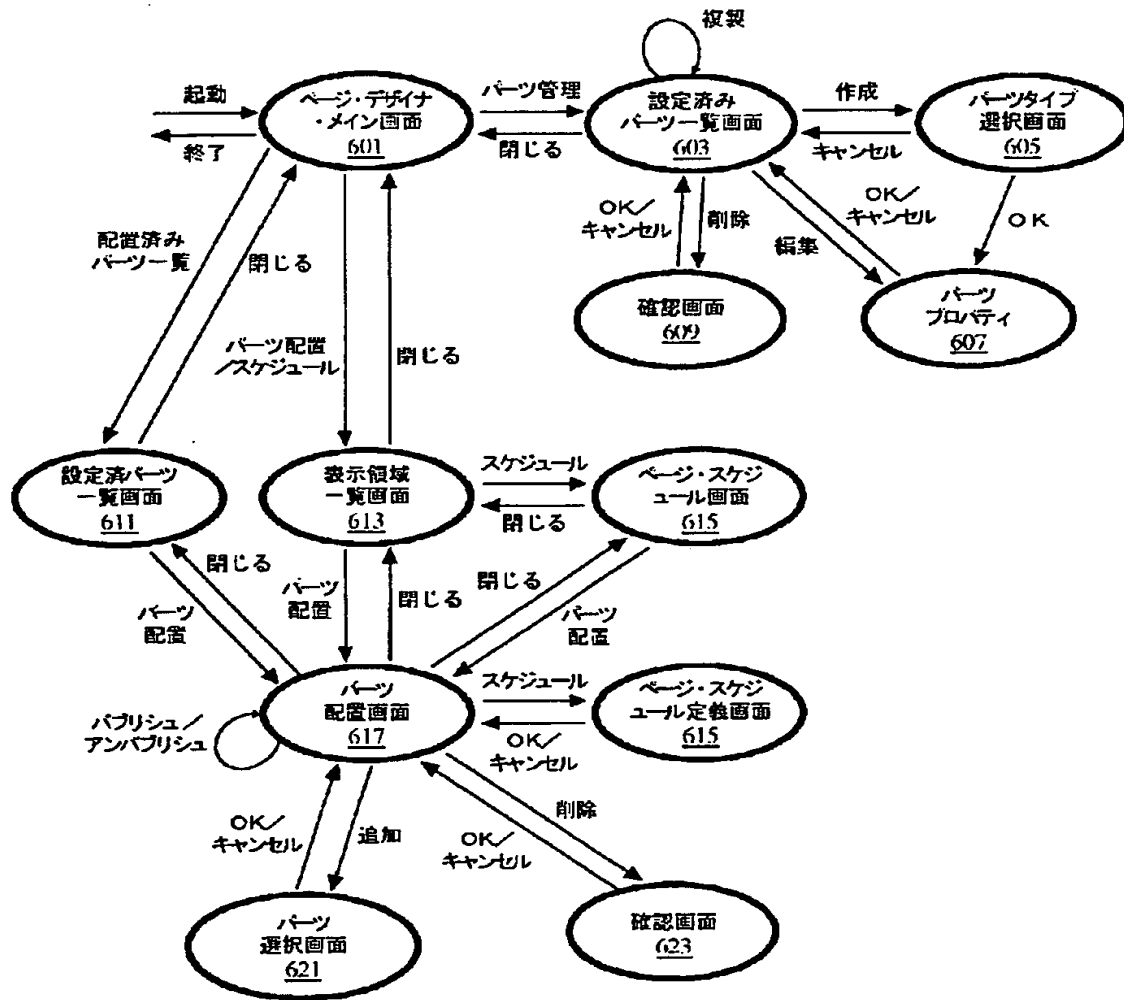 複製
起動
終了
ページ・デザイナ
・メイン画面
601
パーツ管理
閉じる
設定済み
パーツ一覧画面
603
作成
キャンセル
パーツタイプ
選択画面
605
配置済み
パーツ一覧
閉じる
OK/
キャンセル
削除
編集
OK/
キャンセル
OK
確認画面
609
パーツ
プロパティ
607
パーツ配置
/スケジュール
閉じる
設定済パーツ
一覧画面
611
表示領域
一覧画面
613
スケジュール
閉じる
ページ・スケジ
ュール画面
615
パーツ
配置
閉じる
パーツ
配置
閉じる
閉じる
パーツ
配置
パブリッシュ/
アンパブリッシュ
パーツ
配置画面
617
スケジュール
OK/
キャンセル
ページ・スケジ
ュール定義画面
615
OK/
キャンセル
追加
OK/
キャンセル
削除
パーツ
選択画面
621
確認画面
623